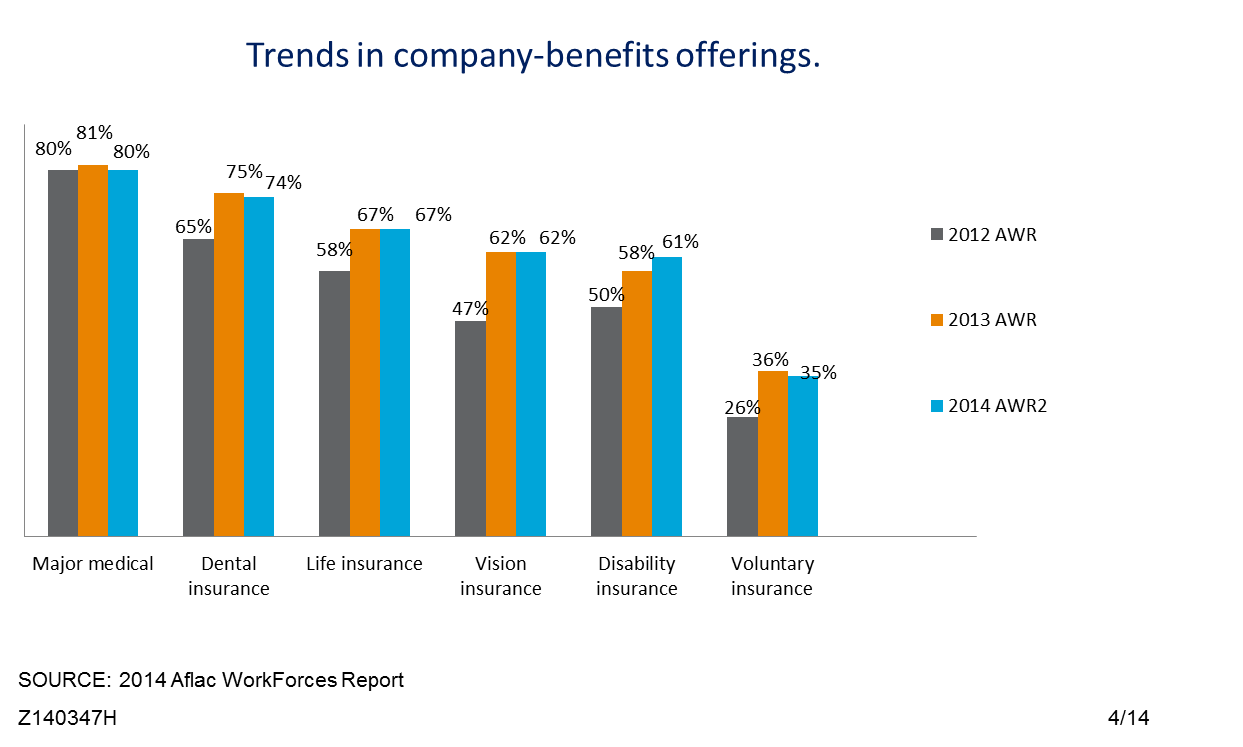 Trends in company-benefits offerings.
80% 81% 80%
65% 75% 74%
58% 67% 67%
47% 62% 62%
50% 58% 61%
26% 36% 35%
2012 AWR
2013 AWR
2014 AWR2
Major medical
Dental
insurance
Life insurance
Vision
insurance
Disability
insurance
Voluntary
insurance
SOURCE: 2014 Aflac WorkForces Report
Z140347H
4/14